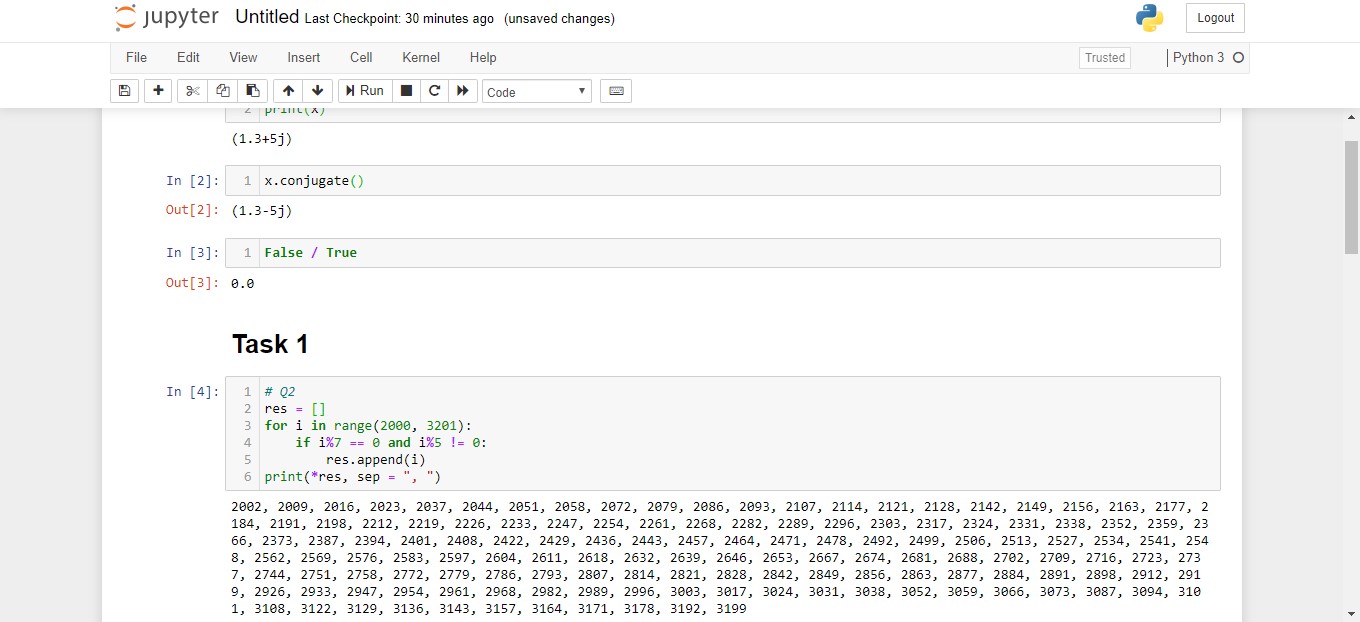 jupyter Untitled Last Checkpoint: 30 minutes ago (unsaved changes) Logout
File Edit View Insert Cell Kernel Help Trusted Python 3
Run Code
2 print(x)
(1.3+5j)
In [2]: 1 x.conjugate()
Out[2]: (1.3-5j)
In [3]: 1 False / True
Out[3]: 0.0
Task 1
In [4]: 1 # Q2
2 res = []
3 for i in range(2000, 3201):
4     if i%7 == 0 and i%5 != 0:
5         res.append(i)
6 print(*res, sep = ", ")
2002, 2009, 2016, 2023, 2037, 2044, 2051, 2058, 2072, 2079, 2086, 2093, 2107, 2114, 2121, 2128, 2142, 2149, 2156, 2163, 2177, 2
184, 2191, 2198, 2212, 2219, 2226, 2233, 2247, 2254, 2261, 2268, 2282, 2289, 2296, 2303, 2317, 2324, 2331, 2338, 2352, 2359, 23
66, 2373, 2387, 2394, 2401, 2408, 2422, 2429, 2436, 2443, 2457, 2464, 2471, 2478, 2492, 2499, 2506, 2513, 2527, 2534, 2541, 254
8, 2562, 2569, 2576, 2583, 2597, 2604, 2611, 2618, 2632, 2639, 2646, 2653, 2667, 2674, 2681, 2688, 2702, 2709, 2716, 2723, 273
7, 2744, 2751, 2758, 2772, 2779, 2786, 2793, 2807, 2814, 2821, 2828, 2842, 2849, 2856, 2863, 2877, 2884, 2891, 2898, 2912, 291
9, 2926, 2933, 2947, 2954, 2961, 2968, 2982, 2989, 2996, 3003, 3017, 3024, 3031, 3038, 3052, 3059, 3066, 3073, 3087, 3094, 310
1, 3108, 3122, 3129, 3136, 3143, 3157, 3164, 3171, 3178, 3192, 3199